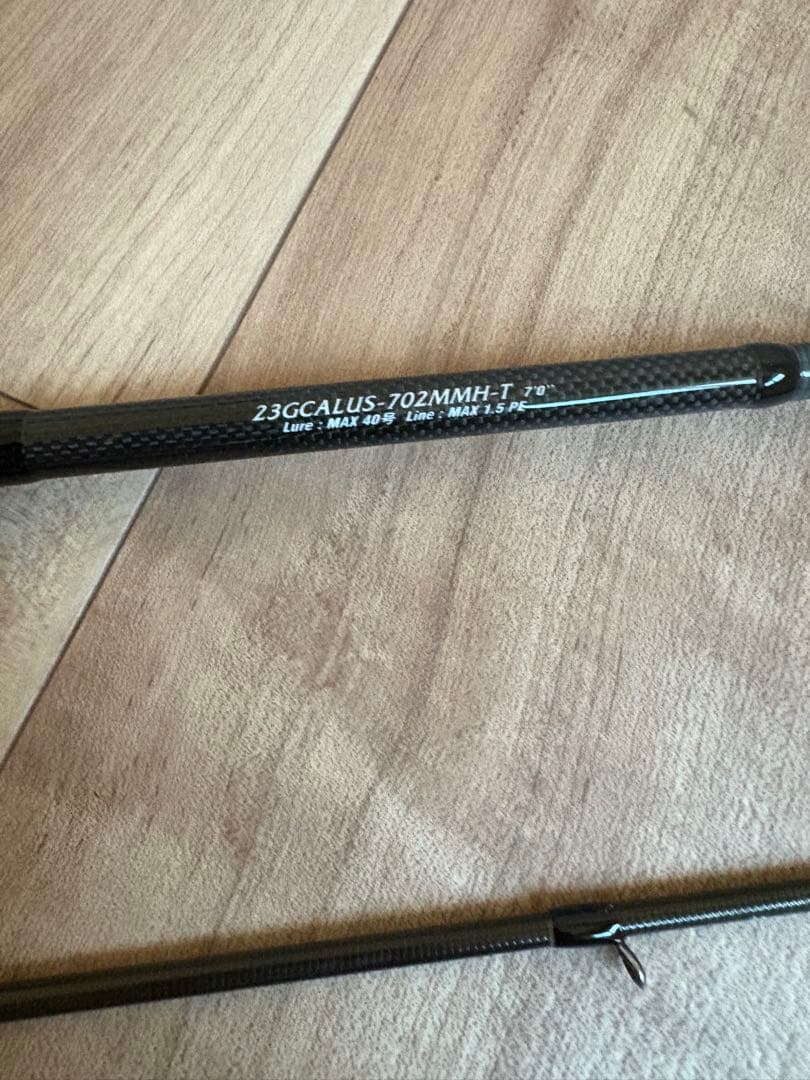 23GCALUS-702MMH-T 7'0"
Lure : MAX 40号 Line : MAX 1.5 PE